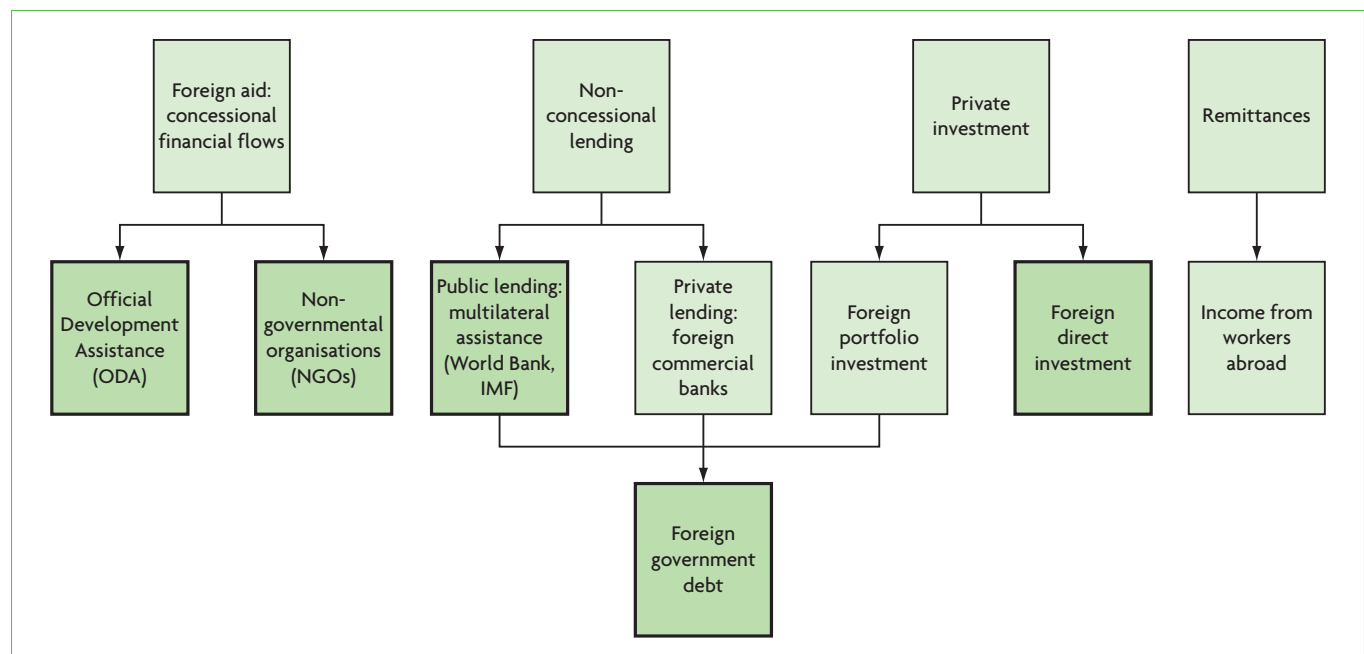 Foreign aid:
concessional
financial flows
Non-
concessional
lending
Private
investment
Remittances
Official
Development
Assistance
(ODA)
Non-
governmental
organisations
(NGOs)
Public lending:
multilateral
assistance
(World Bank,
IMF)
Private
lending:
foreign
commercial
banks
Foreign
portfolio
investment
Foreign
direct
investment
Income from
workers
abroad
Foreign
government
debt